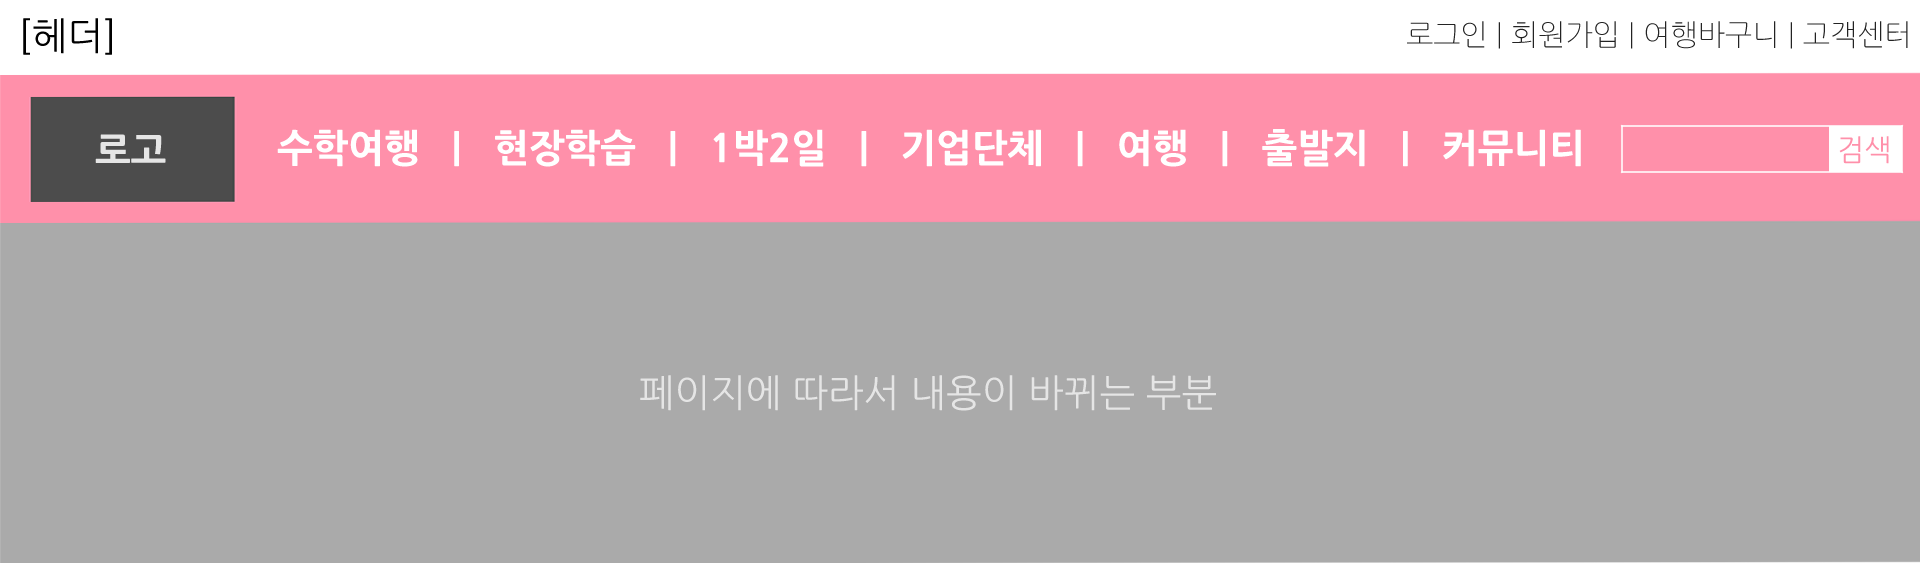 [헤더]
로그인 | 회원가입 | 여행바구니 | 고객센터
로고
수학여행 | 현장학습 | 1박2일 | 기업단체 | 여행 | 출발지 | 커뮤니티
검색
페이지에 따라서 내용이 바뀌는 부분